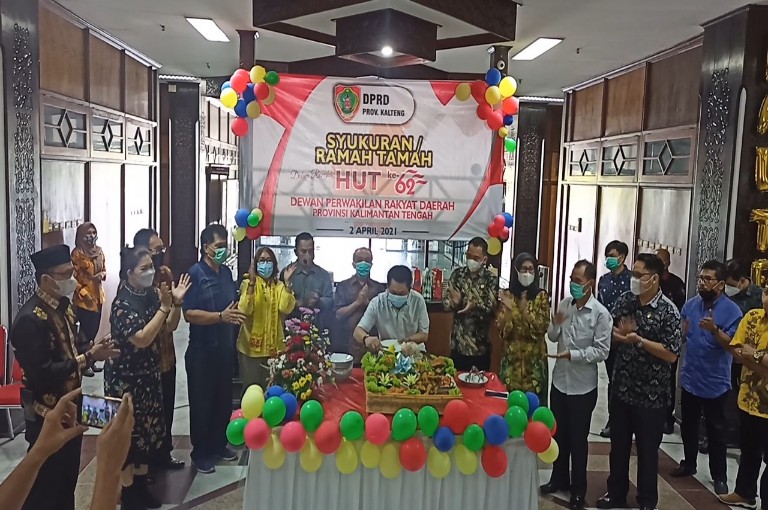 DPRD
PROV. KALTENG
SYUKURAN /
RAMAH TAMAH
HUT ke-62
DEWAN PERWAKILAN RAKYAT DAERAH
PROVINSI KALIMANTAN TENGAH
2 APRIL 2021